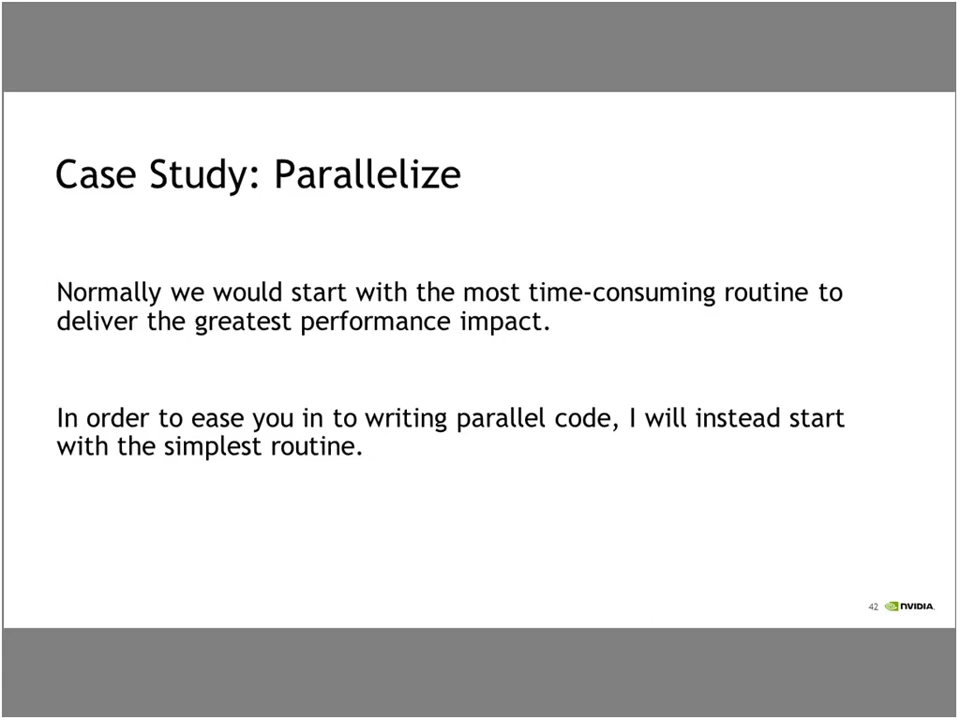 Case Study: Parallelize
Normally we would start with the most time-consuming routine to
deliver the greatest performance impact.
In order to ease you in to writing parallel code, I will instead start
with the simplest routine.
42 NVIDIA.